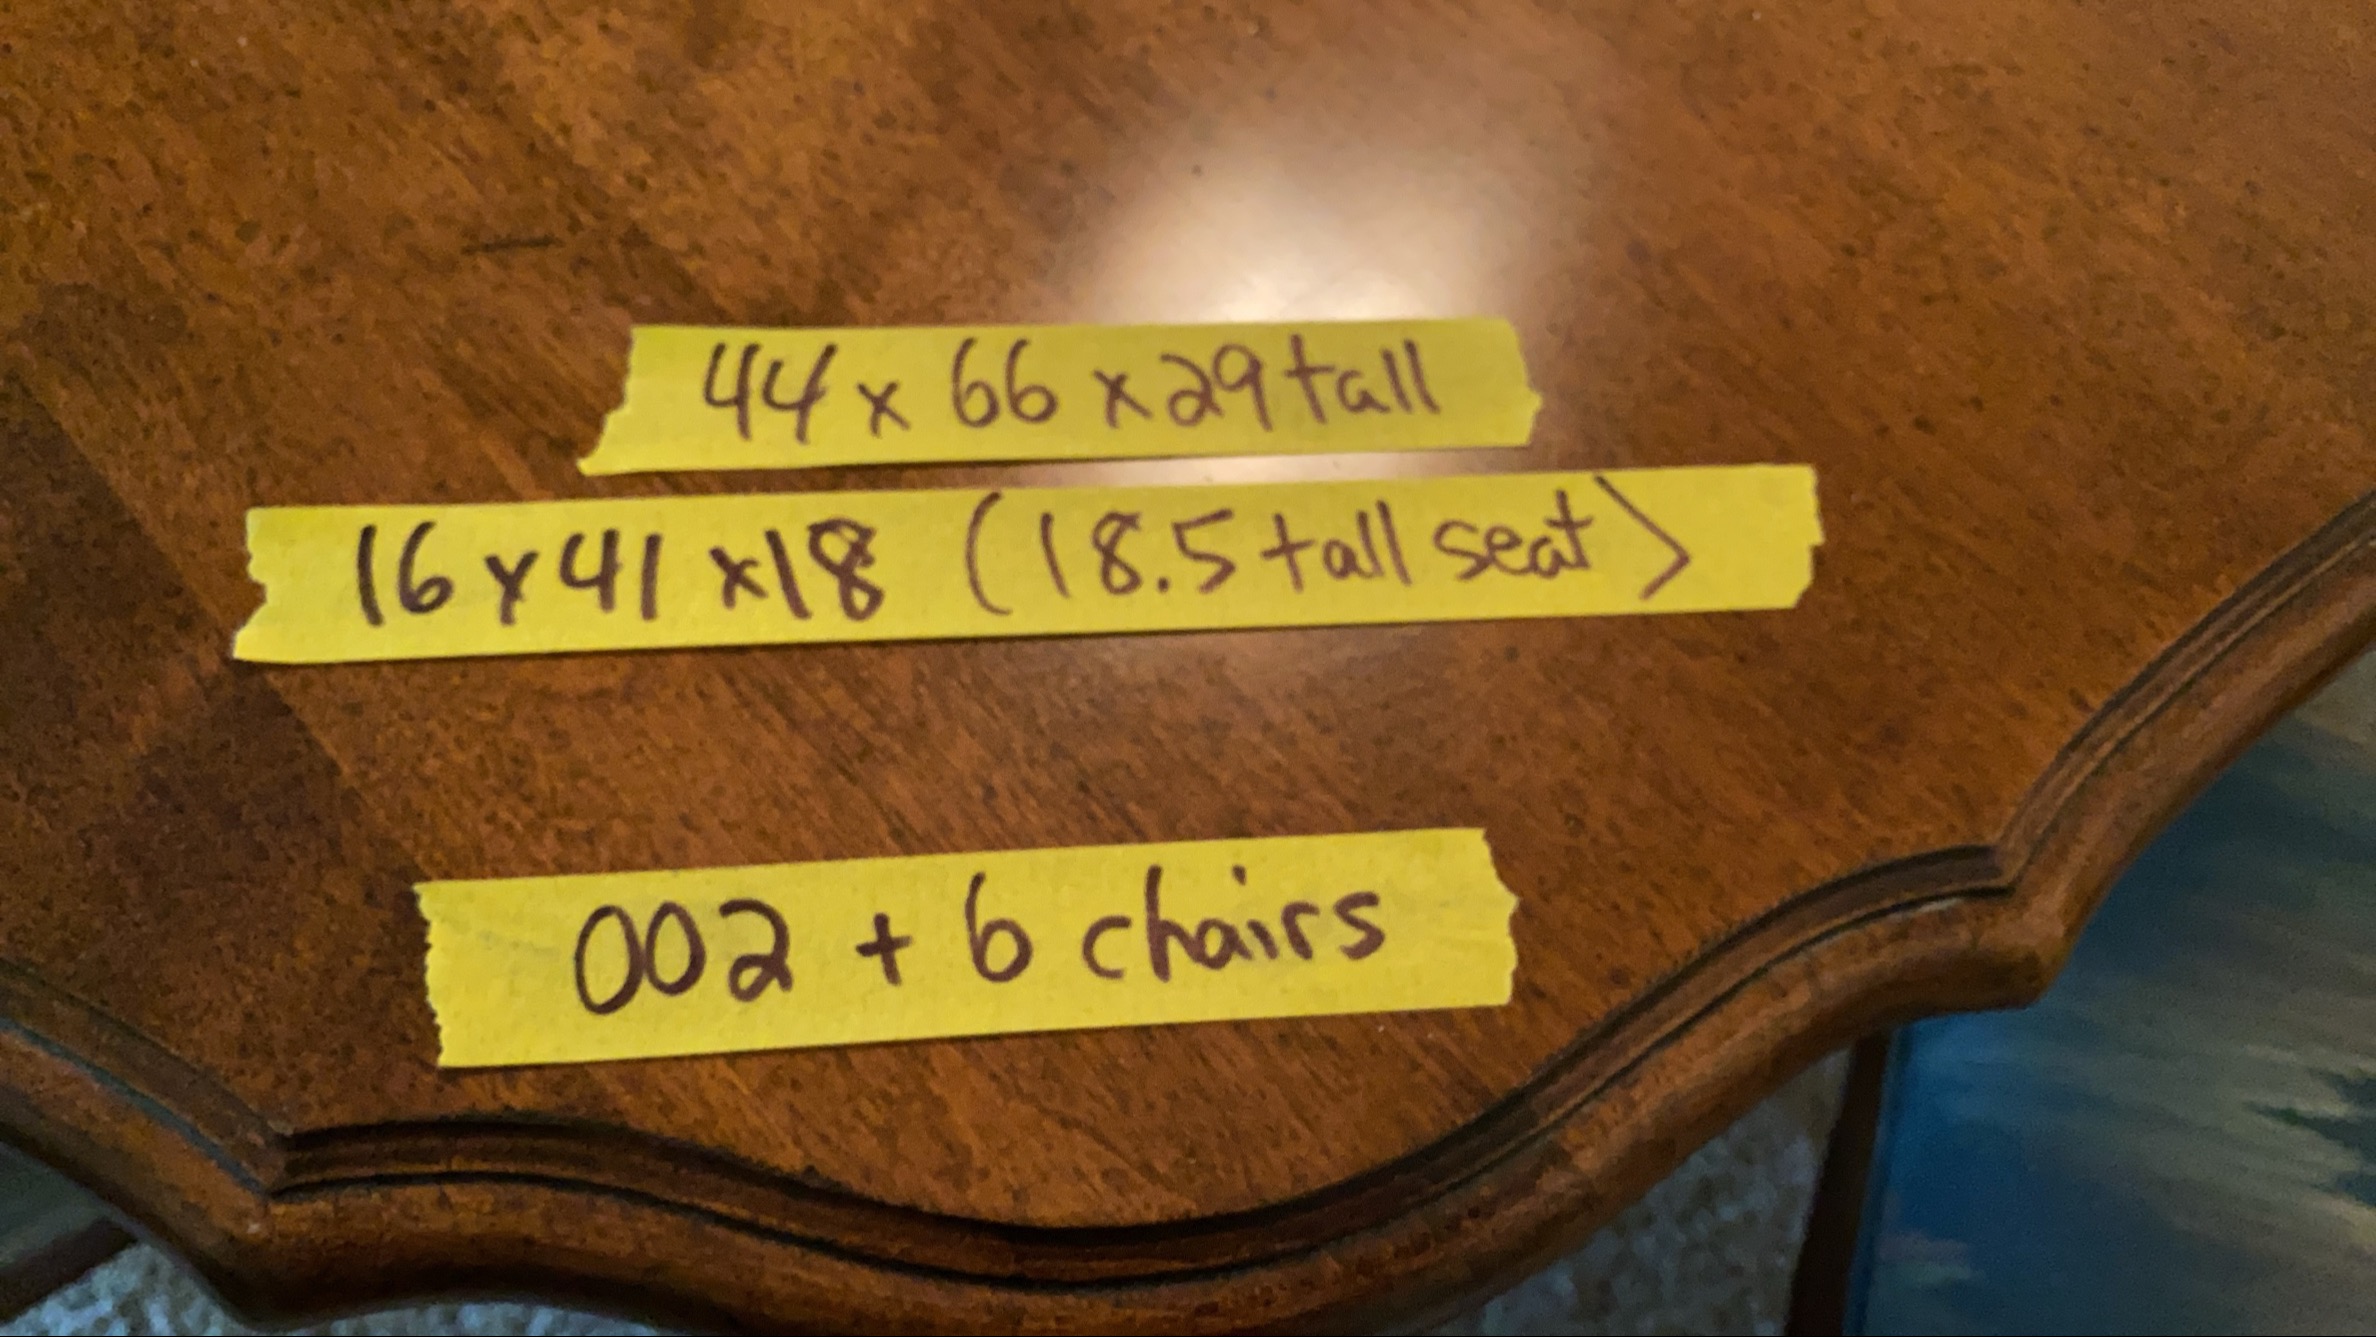 44 x 66 x 29 tall
16 x 41 x 18 (18.5 tall seat)
002 + 6 chairs